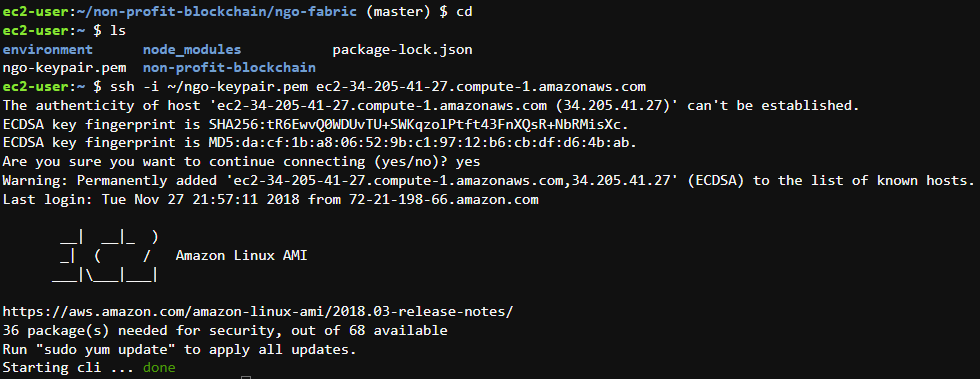 ec2-user:~/non-profit-blockchain/ngo-fabric (master) $ cd
ec2-user:~ $ ls
environment      node_modules           package-lock.json
ngo-keypair.pem  non-profit-blockchain
ec2-user:~ $ ssh -i ~/ngo-keypair.pem ec2-34-205-41-27.compute-1.amazonaws.com
The authenticity of host 'ec2-34-205-41-27.compute-1.amazonaws.com (34.205.41.27)' can't be established.
ECDSA key fingerprint is SHA256:tR6EwvQ0WDUvTU+SWKqzolPtft43FnXQsR+NbRMisXc.
ECDSA key fingerprint is MD5:da:cf:1b:a8:06:52:9b:c1:97:12:b6:cb:df:d6:4b:ab.
Are you sure you want to continue connecting (yes/no)? yes
Warning: Permanently added 'ec2-34-205-41-27.compute-1.amazonaws.com,34.205.41.27' (ECDSA) to the list of known hosts.
Last login: Tue Nov 27 21:57:11 2018 from 72-21-198-66.amazon.com

       __|  __|_  )
       _|  (     /   Amazon Linux AMI
      ___|\___|___|

https://aws.amazon.com/amazon-linux-ami/2018.03-release-notes/
36 package(s) needed for security, out of 68 available
Run "sudo yum update" to apply all updates.
Starting cli ... done